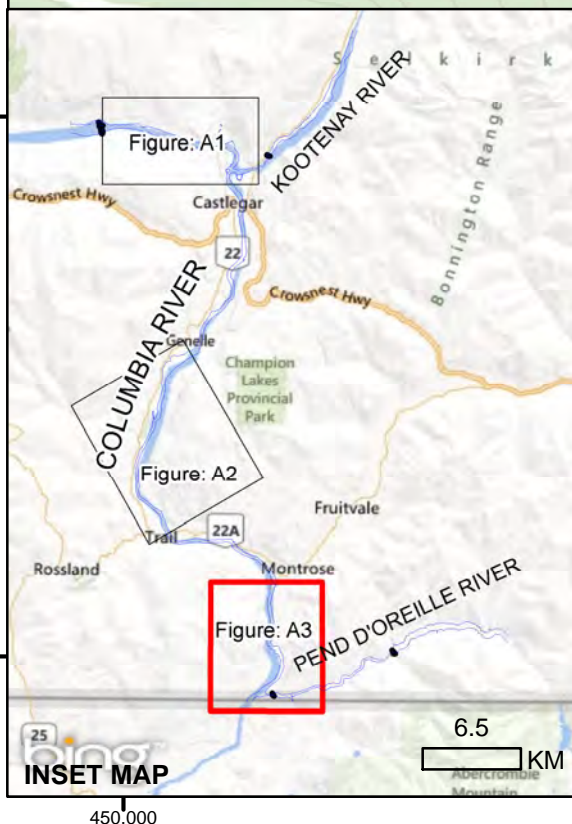 Selkirk
KOOTENAY RIVER
Bonnington Range
Figure: A1
Castlegar
Crowsnest Hwy
22
Crowsnest Hwy
COLUMBIA RIVER
Genelle
Champion
Lakes
Provincial
Park
Figure: A2
Fruitvale
Trail
22A
Rossland
Montrose
PEND D'OREILLE RIVER
Figure: A3
25
bing
6.5
KM
INSET MAP
Abercrombie
Mountain
450,000